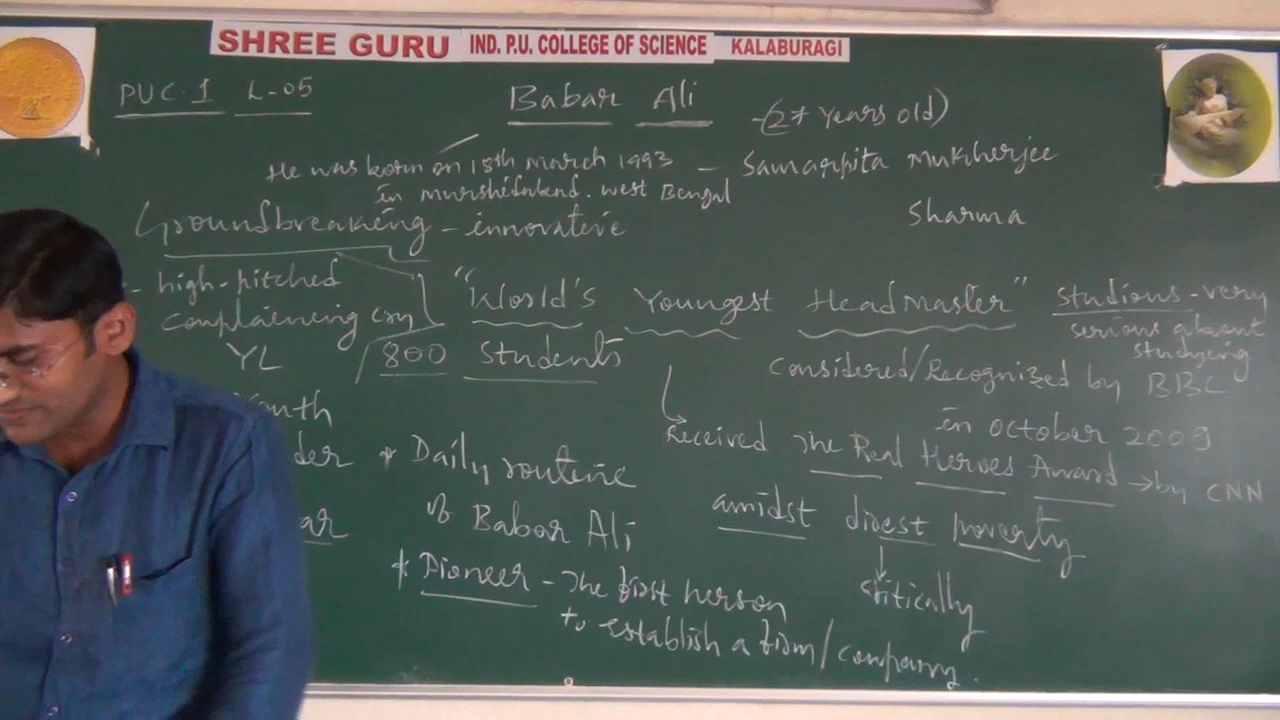 SHREE GURU IND. P.U. COLLEGE OF SCIENCE KALABURAGI
PUC-1 L-05
Babar Ali
(27 Years old)
He was born on 18th March 1993 - Samarpita Mukherjee
in Murshidabad. West Bengal
Sharma
Groundbreaking - innovative
- high-pitched
complaining cry
YL
"World's Youngest HeadMaster"
800 Students
Studious - very
serious about
studying
Considered/Recognized by BBC
in October 2009
Received The Real Heroes Award → by CNN
amidst direst poverty
critically
outh
der
ar
* Daily routine
of Babar Ali
* Pioneer - The first person
to establish a firm/company.